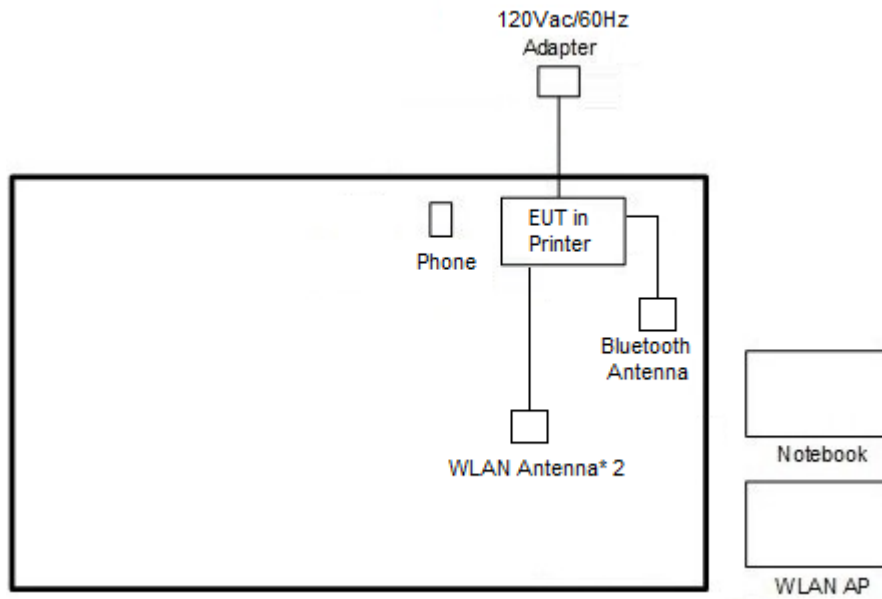 120Vac/60Hz
Adapter
EUT in
Printer
Phone
Bluetooth
Antenna
WLAN Antenna* 2
Notebook
WLAN AP